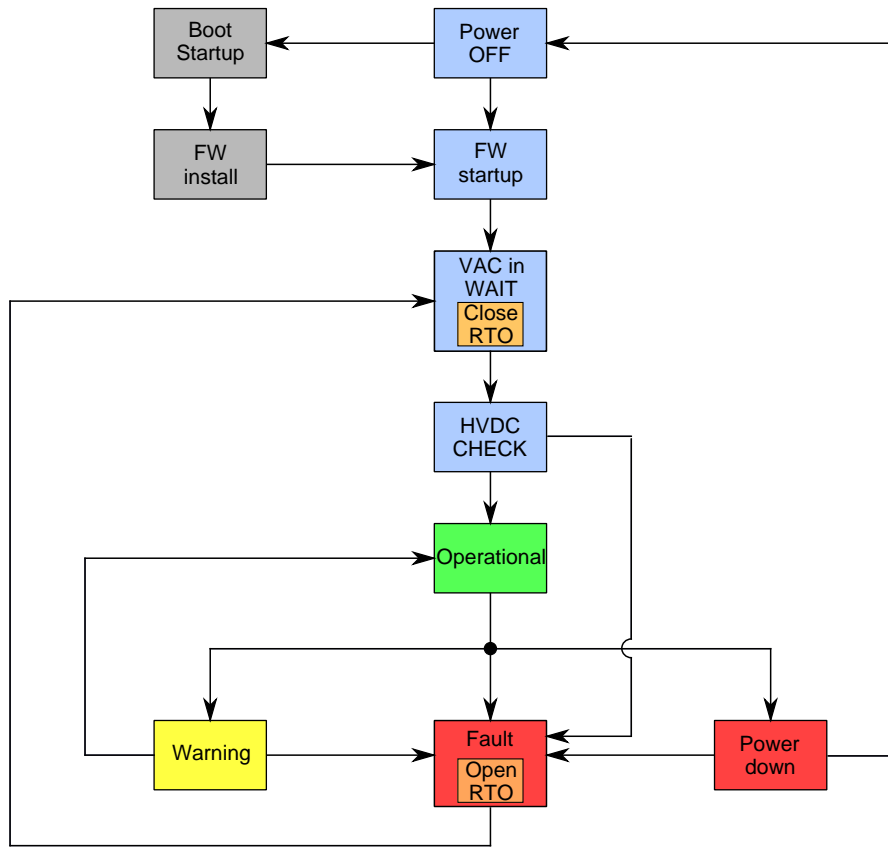 Boot
Startup
Power
OFF
FW
install
FW
startup
VAC in
WAIT
Close
RTO
HVDC
CHECK
Operational
Warning
Fault
Open
RTO
Power
down